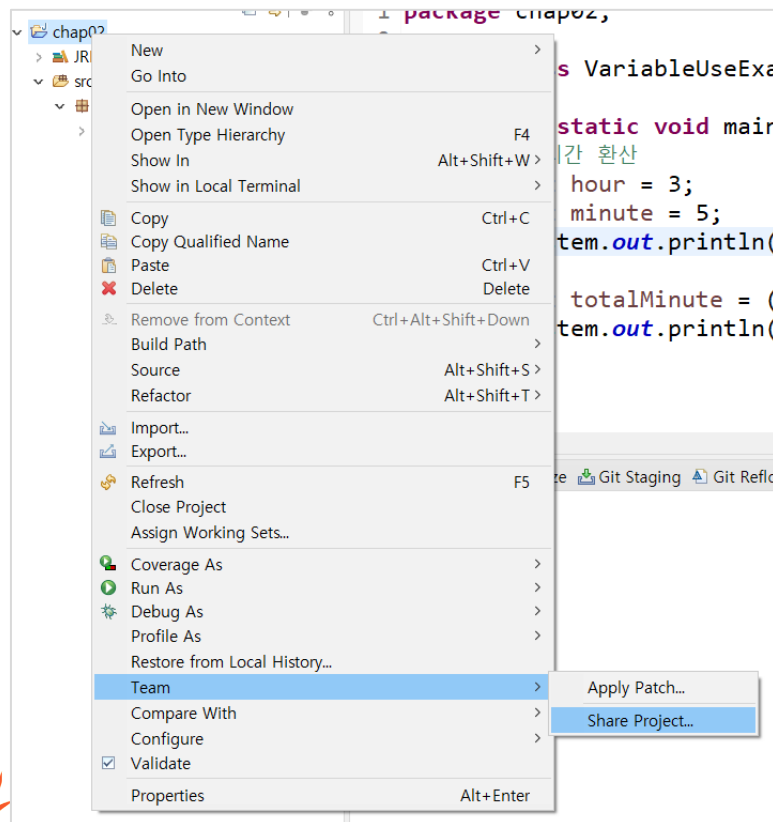 1 package chap02;
chap02
JR
src
s VariableUseExa
static void main
간 환산
hour = 3;
minute = 5;
tem.out.println(
totalMinute = (
tem.out.println(
New
Go Into
Open in New Window
Open Type Hierarchy F4
Show In Alt+Shift+W
Show in Local Terminal
Copy Ctrl+C
Copy Qualified Name
Paste Ctrl+V
Delete Delete
Remove from Context Ctrl+Alt+Shift+Down
Build Path
Source Alt+Shift+S
Refactor Alt+Shift+T
Import...
Export...
Refresh F5
Close Project
Assign Working Sets...
Coverage As
Run As
Debug As
Profile As
Restore from Local History...
Team
Compare With
Configure
Validate
Properties Alt+Enter
ze Git Staging Git Reflo
Apply Patch...
Share Project...